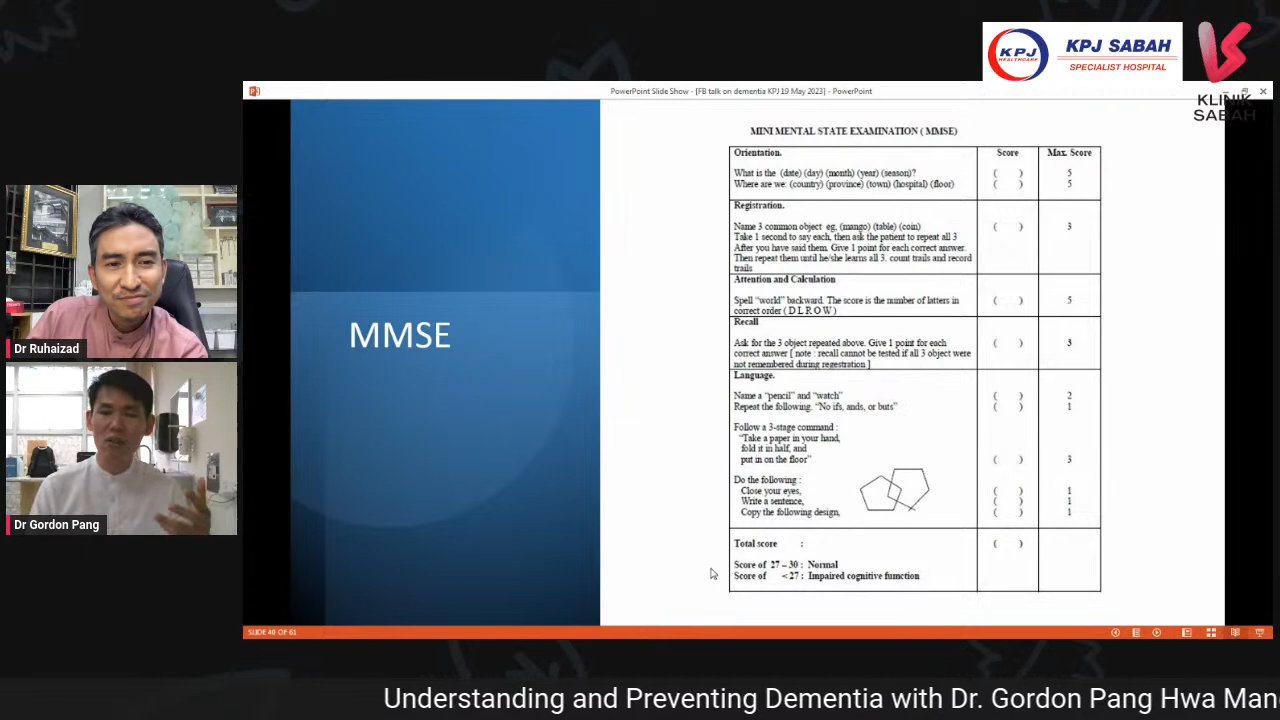 KPJ
HEALTHCARE
KPJ SABAH
SPECIALIST HOSPITAL
KLINIK
SABAH
PowerPoint Slide Show - [FB talk on dementia KPJ 19 May 2023] - PowerPoint
MMSE
MINI MENTAL STATE EXAMINATION ( MMSE)
Orientation. Score Max. Score
What is the (date) (day) (month) (year) (season)? ( ) 5
Where are we: (country) (province) (town) (hospital) (floor) ( ) 5
Registration.
Name 3 common object eg, (mango) (table) (coin) ( ) 3
Take 1 second to say each, then ask the patient to repeat all 3
After you have said them. Give 1 point for each correct answer.
Then repeat them until he/she learns all 3. count trails and record
trails
Attention and Calculation
Spell "world" backward. The score is the number of latters in ( ) 5
correct order ( D L R O W )
Recall
Ask for the 3 object repeated above. Give 1 point for each ( ) 3
correct answer [ note : recall cannot be tested if all 3 object were
not remembered during regestration ]
Language.
Name a "pencil" and "watch" ( ) 2
Repeat the following. "No ifs, ands, or buts" ( ) 1
Follow a 3-stage command :
"Take a paper in your hand,
fold it in half, and
put in on the floor" ( ) 3
Do the following :
Close your eyes, ( ) 1
Write a sentence, ( ) 1
Copy the following design, ( ) 1
Total score : ( )
Score of 27 – 30 : Normal
Score of < 27 : Impaired cognitive function
Dr Ruhaizad
Dr Gordon Pang
SLIDE 40 OF 61
Understanding and Preventing Dementia with Dr. Gordon Pang Hwa Man